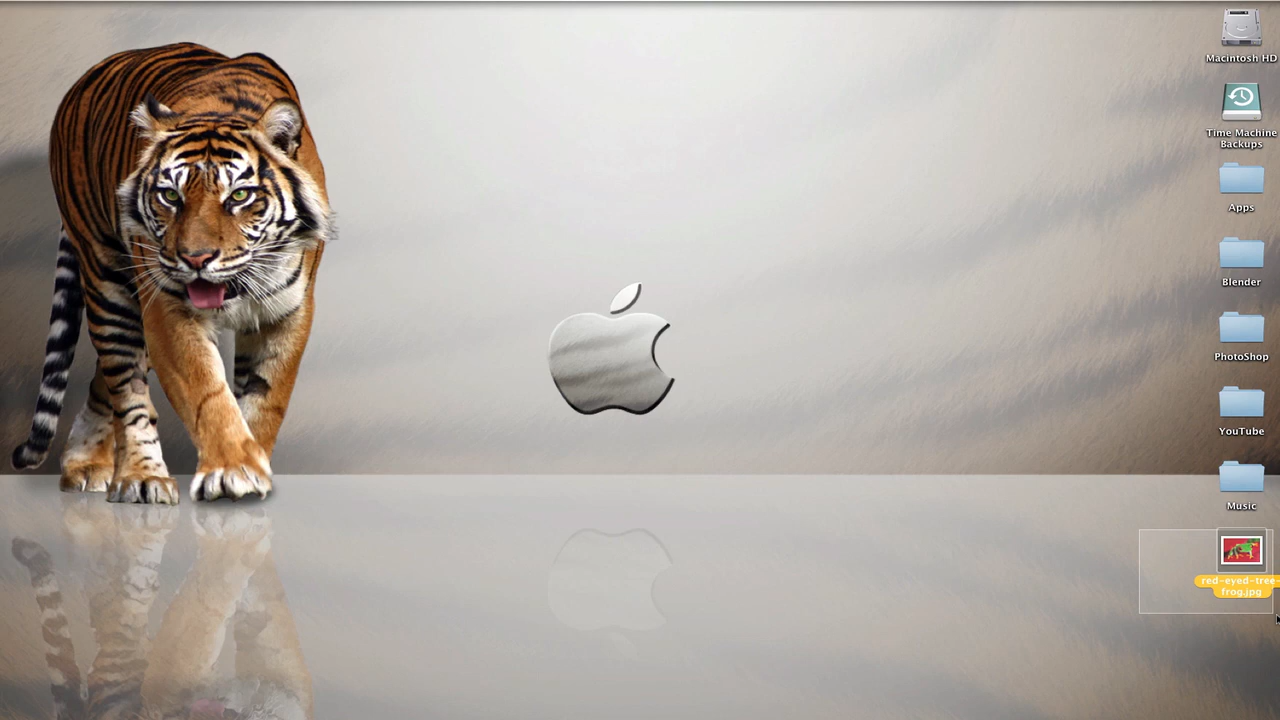 Macintosh HD
Time Machine
Backups
Apps
Blender
PhotoShop
YouTube
Music
red-eyed-tree-
frog.jpg